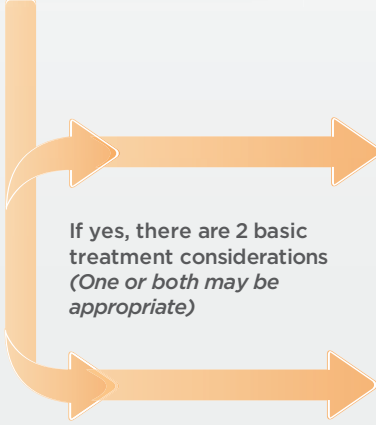 If yes, there are 2 basic
treatment considerations
(One or both may be
appropriate)